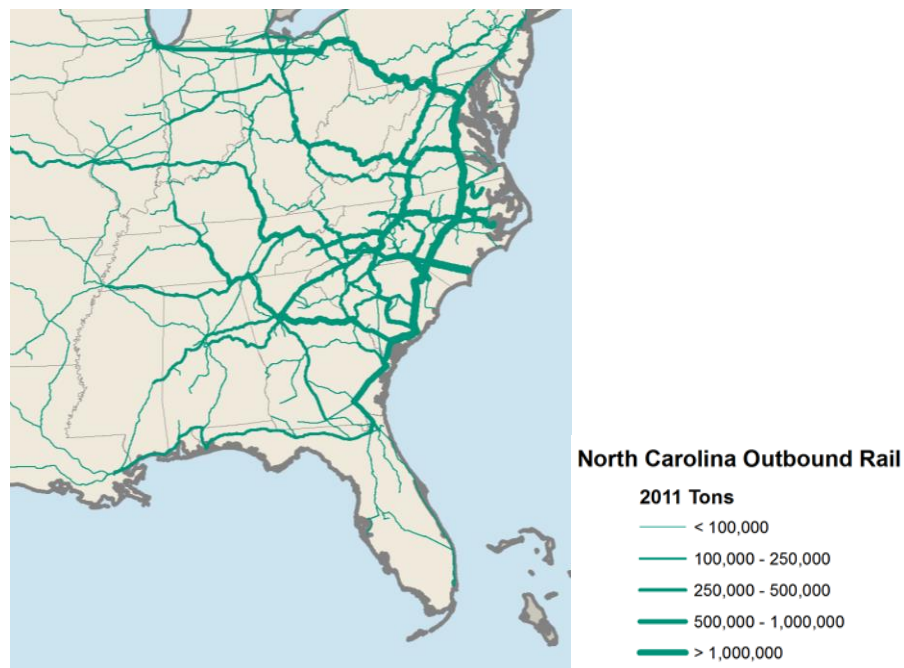 North Carolina Outbound Rail
2011 Tons
< 100,000
100,000 - 250,000
250,000 - 500,000
500,000 - 1,000,000
> 1,000,000